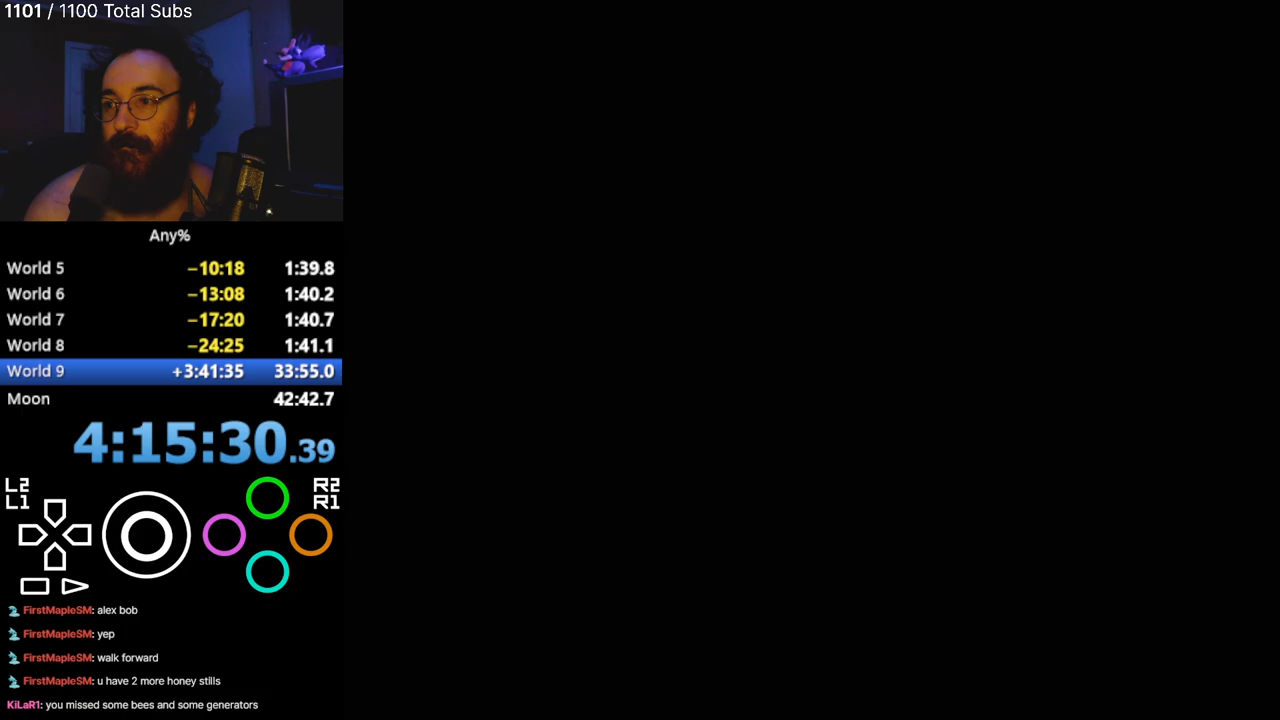 1101 / 1100 Total Subs
Any%
World 5 −10:18 1:39.8
World 6 −13:08 1:40.2
World 7 −17:20 1:40.7
World 8 −24:25 1:41.1
World 9 +3:41:35 33:55.0
Moon 42:42.7
4:15:30.39
L2 R2
L1 R1
FirstMapleSM: alex bob
FirstMapleSM: yep
FirstMapleSM: walk forward
FirstMapleSM: u have 2 more honey stills
KiLaR1: you missed some bees and some generators